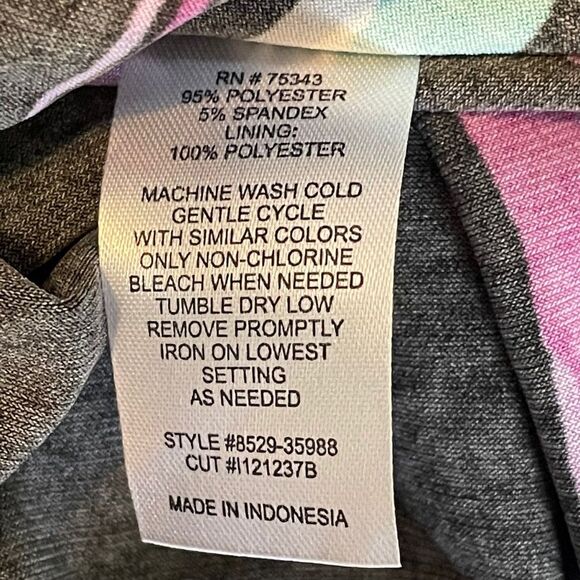 RN # 75343
95% POLYESTER
5% SPANDEX
LINING:
100% POLYESTER
MACHINE WASH COLD
GENTLE CYCLE
WITH SIMILAR COLORS
ONLY NON-CHLORINE
BLEACH WHEN NEEDED
TUMBLE DRY LOW
REMOVE PROMPTLY
IRON ON LOWEST
SETTING
AS NEEDED
STYLE #8529-35988
CUT #I121237B
MADE IN INDONESIA